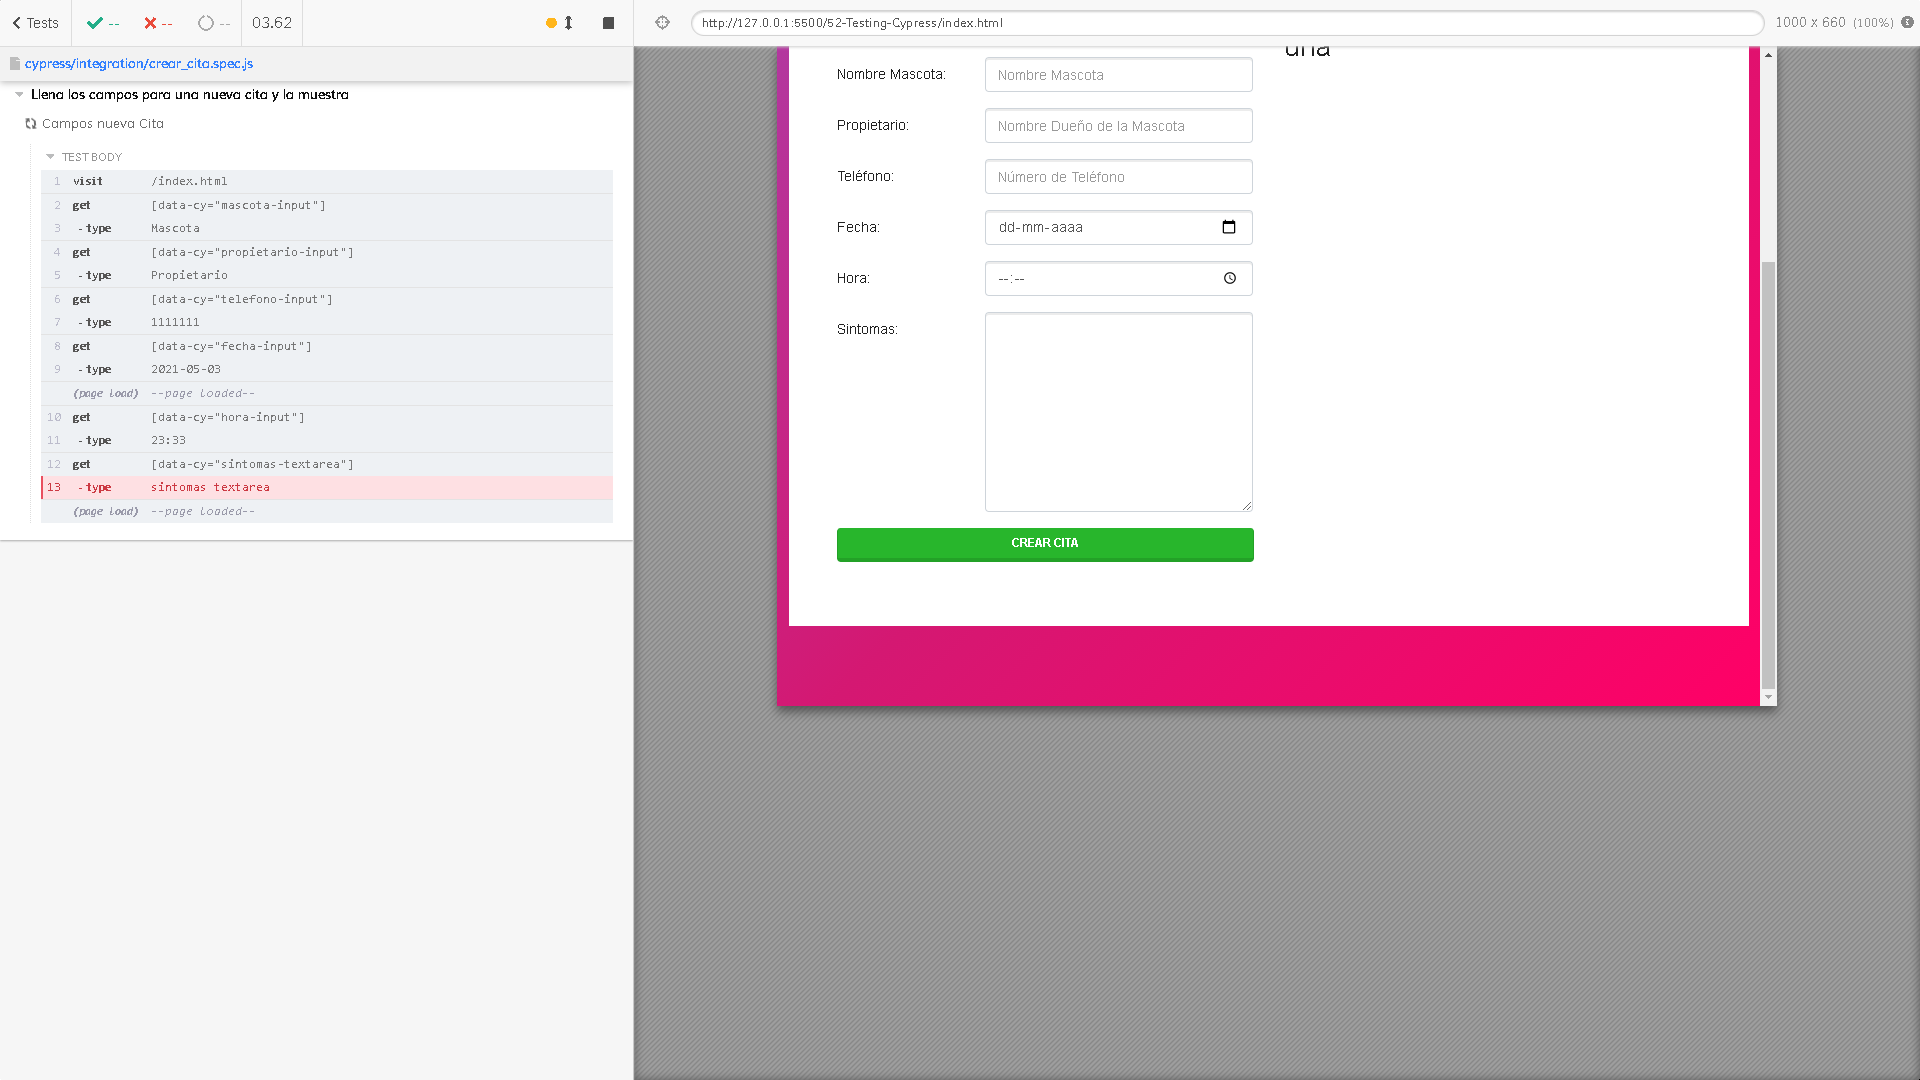 Tests
--
--
--
03.62
cypress/integration/crear_cita.spec.js
Llena los campos para una nueva cita y la muestra
Campos nueva Cita
TEST BODY
1 visit /index.html
2 get [data-cy="mascota-input"]
3 -type Mascota
4 get [data-cy="propietario-input"]
5 -type Propietario
6 get [data-cy="telefono-input"]
7 -type 1111111
8 get [data-cy="fecha-input"]
9 -type 2021-05-03
(page load) --page loaded--
10 get [data-cy="hora-input"]
11 -type 23:33
12 get [data-cy="sintomas-textarea"]
13 -type sintomas textarea
(page load) --page loaded--
http://127.0.0.1:5500/52-Testing-Cypress/index.html
1000 x 660 (100%)
una
Nombre Mascota: Nombre Mascota
Propietario: Nombre Dueño de la Mascota
Teléfono: Número de Teléfono
Fecha: dd-mm-aaaa
Hora: --:--
Sintomas:
CREAR CITA